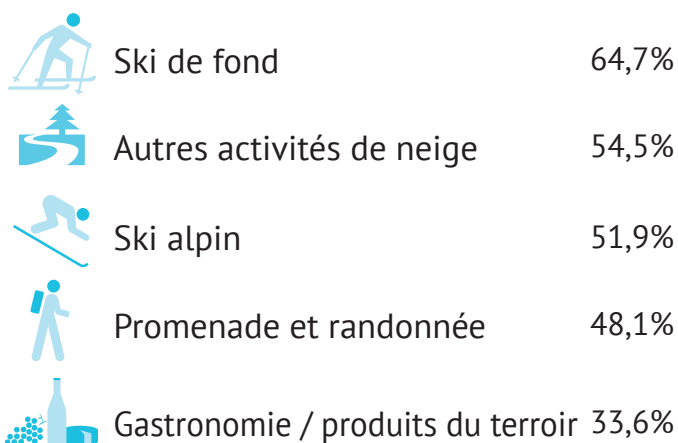 Ski de fond 64,7%
Autres activités de neige 54,5%
Ski alpin 51,9%
Promenade et randonnée 48,1%
Gastronomie / produits du terroir 33,6%